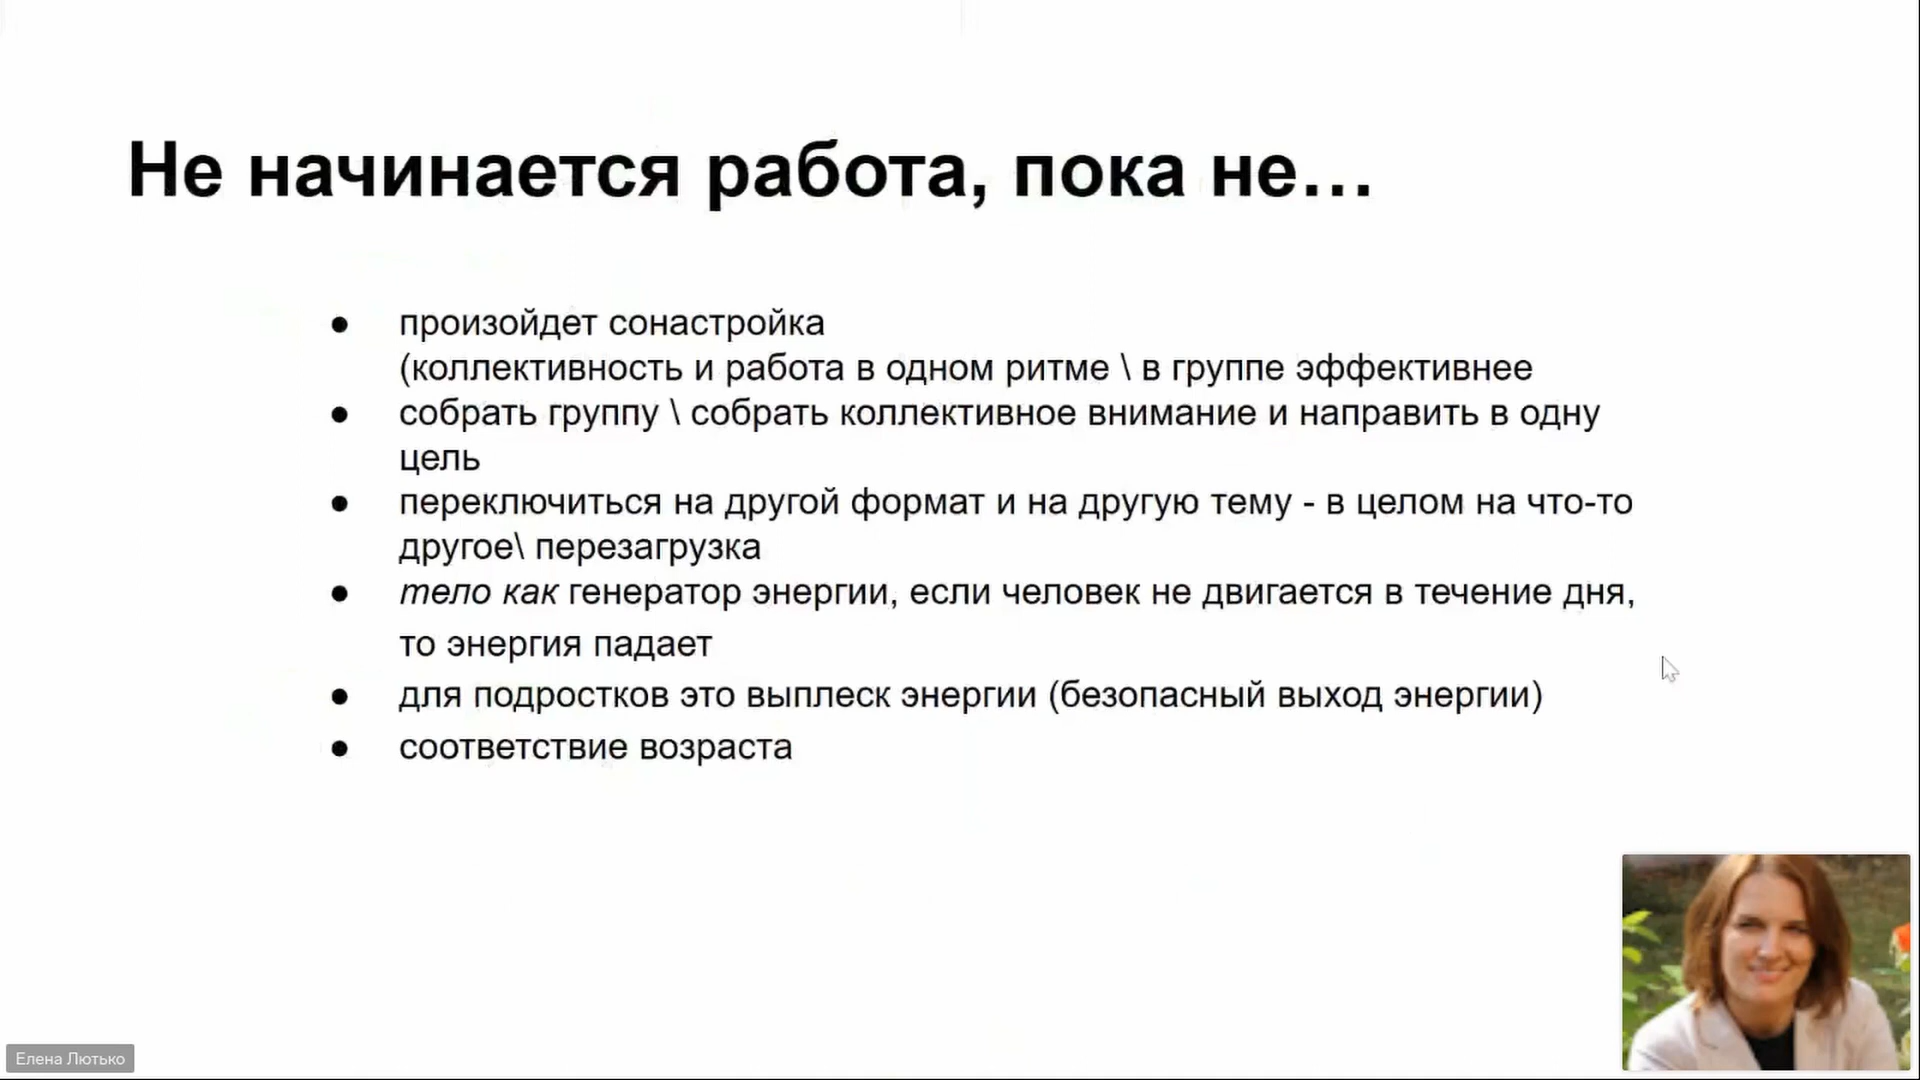 Не начинается работа, пока не...
● произойдет сонастройка
(коллективность и работа в одном ритме \ в группе эффективнее
● собрать группу \ собрать коллективное внимание и направить в одну
цель
● переключиться на другой формат и на другую тему - в целом на что-то
другое\ перезагрузка
● тело как генератор энергии, если человек не двигается в течение дня,
то энергия падает
● для подростков это выплеск энергии (безопасный выход энергии)
● соответствие возраста
Елена Лютько